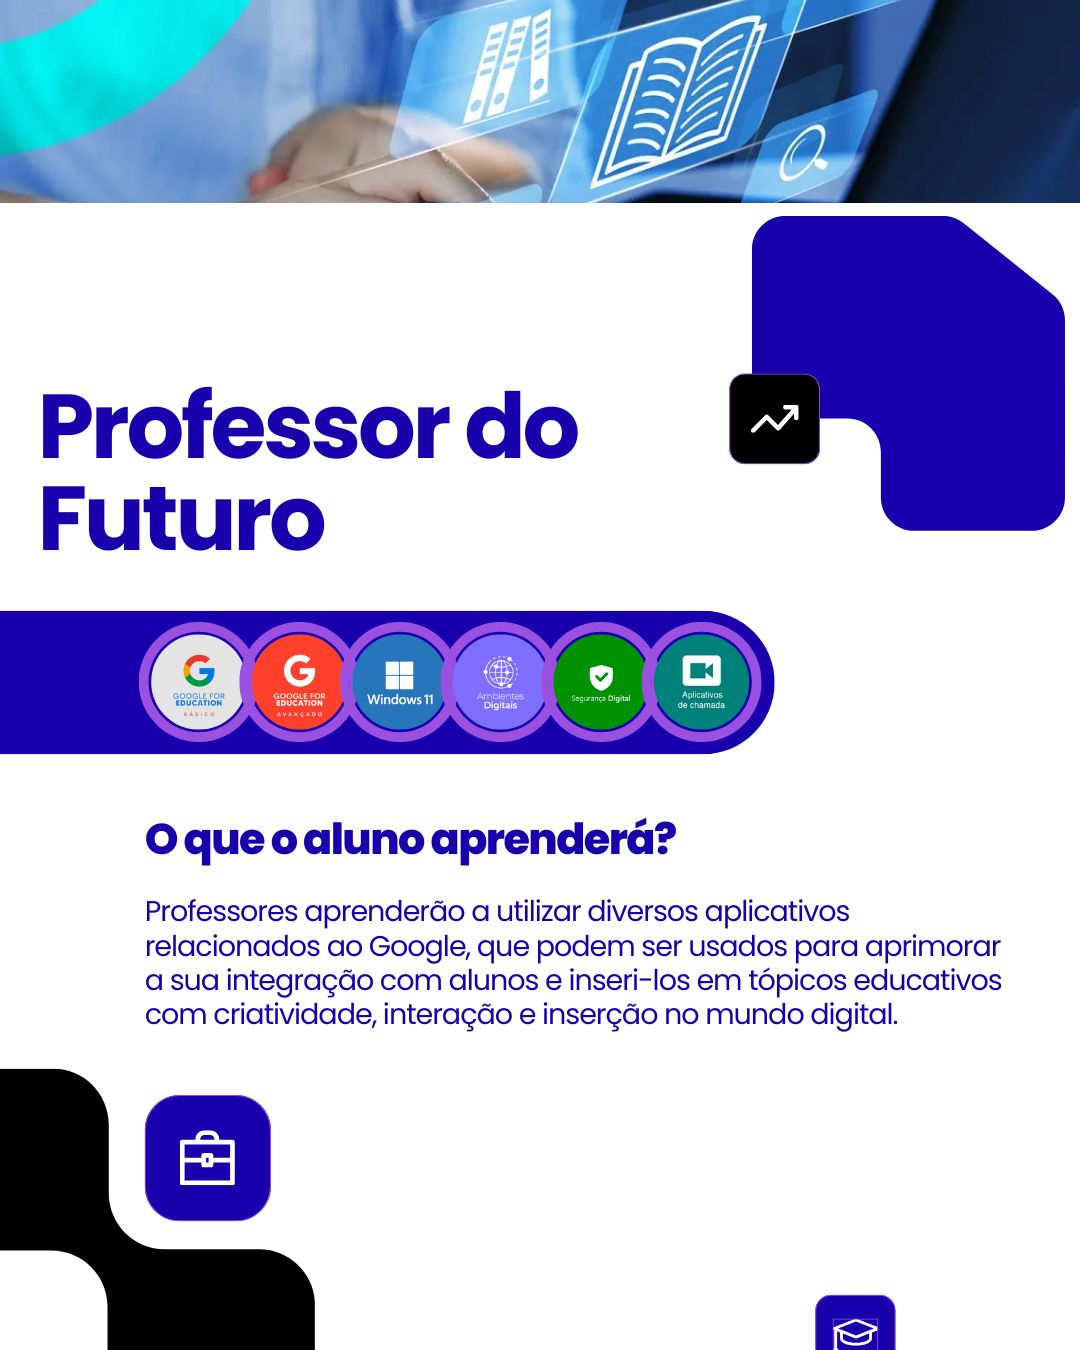 Professor do
Futuro
GOOGLE FOR
EDUCATION
BÁSICO
GOOGLE FOR
EDUCATION
AVANÇADO
Windows 11
Ambientes
Digitais
Segurança Digital
Aplicativos
de chamada
O que o aluno aprenderá?
Professores aprenderão a utilizar diversos aplicativos
relacionados ao Google, que podem ser usados para aprimorar
a sua integração com alunos e inseri-los em tópicos educativos
com criatividade, interação e inserção no mundo digital.